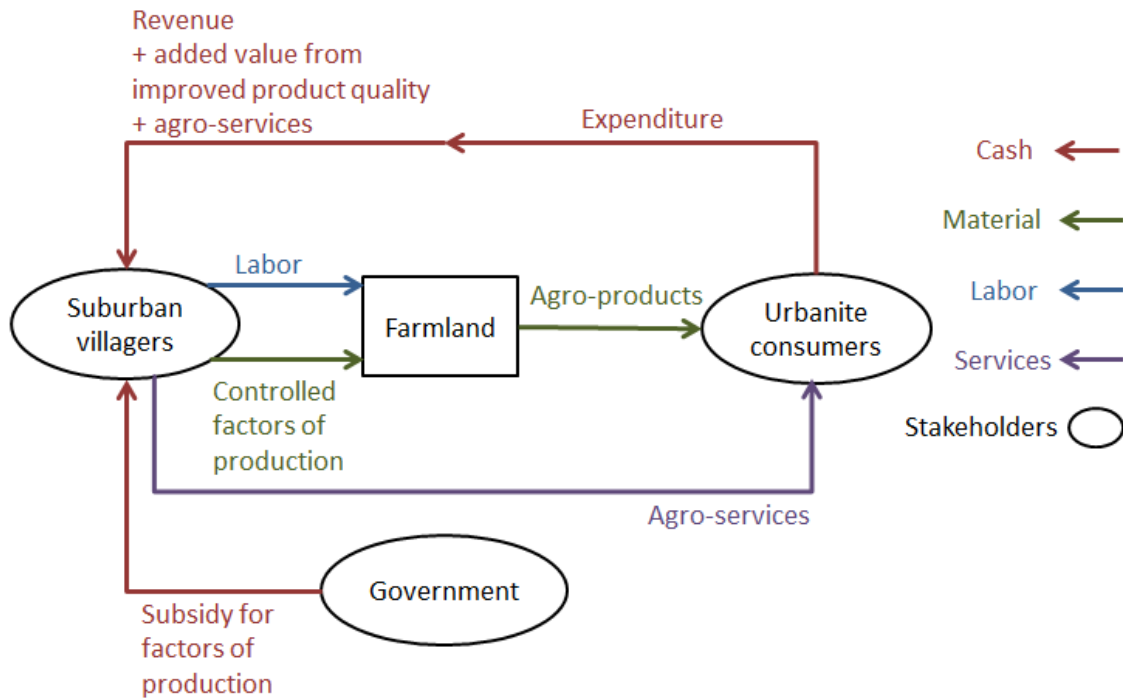 Revenue
+ added value from
improved product quality
+ agro-services
Expenditure
Cash
Material
Labor
Services
Stakeholders
Labor
Suburban
villagers
Farmland
Agro-products
Urbanite
consumers
Controlled
factors of
production
Agro-services
Government
Subsidy for
factors of
production